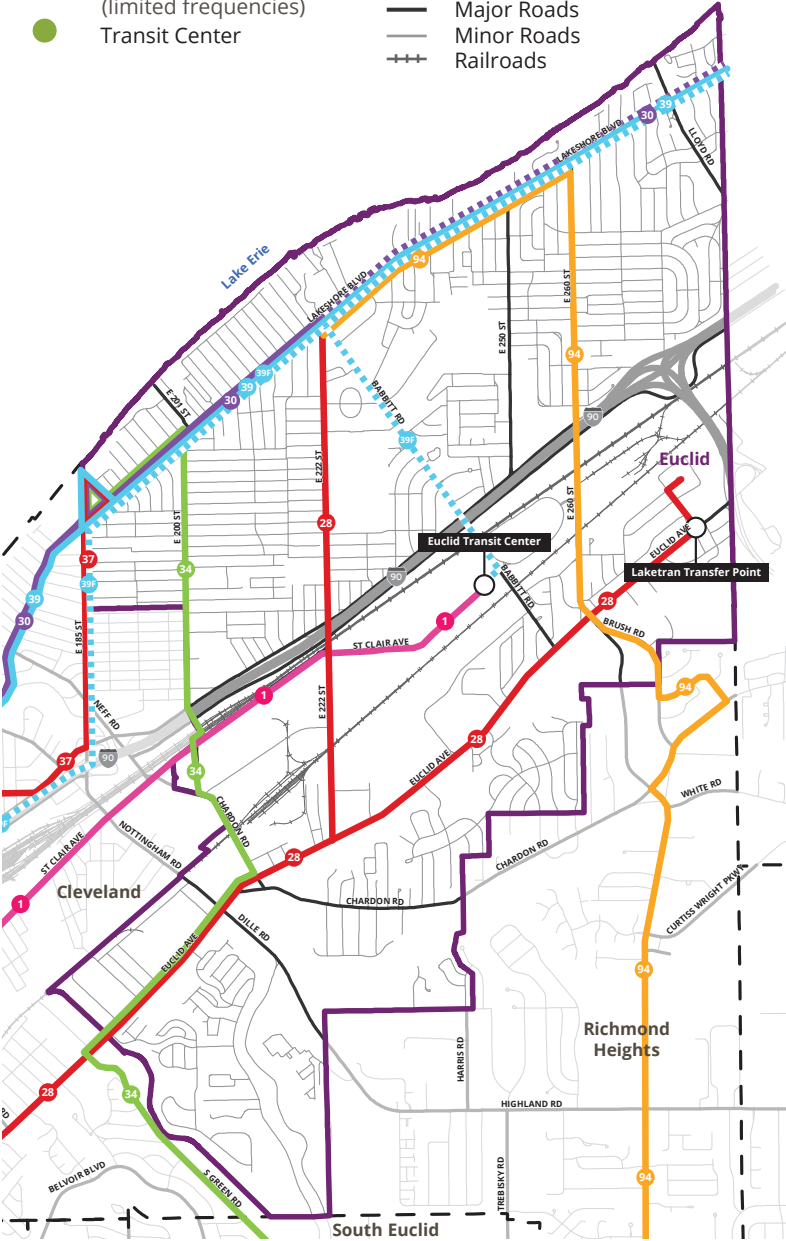 (limited frequencies)
Transit Center
Major Roads
Minor Roads
Railroads
39
30
LLOYD RD
LAKESHORE BLVD
Lake Erie
94
LAKESHORE BLVD
E 260 ST
E 250 ST
94
39F
39
30
E 201 ST
BABBITT RD
90
39F
Euclid
E 222 ST
E 200 ST
28
E 260 ST
EUCLID AVE
Euclid Transit Center
37
34
39F
90
BABBITT RD
Laketran Transfer Point
39
30
28
1
BRUSH RD
E 185 ST
ST CLAIR AVE
94
1
E 222 ST
NEFF RD
28
37
90
34
EUCLID AVE
WHITE RD
CHARDON RD
NOTTINGHAM RD
ST CLAIR AVE
28
CHARDON RD
Cleveland
CHARDON RD
1
CURTISS WRIGHT PKWY
DILLE RD
EUCLID AVE
94
Richmond
Heights
HARRIS RD
28
34
HIGHLAND RD
S GREEN RD
BELVOIR BLVD
TREBISKY RD
94
South Euclid